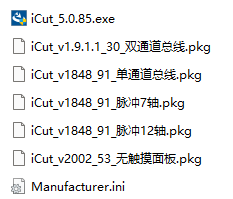 iCut_5.0.85.exe
iCut_v1.9.1.1_30_双通道总线.pkg
iCut_v1848_91_单通道总线.pkg
iCut_v1848_91_脉冲7轴.pkg
iCut_v1848_91_脉冲12轴.pkg
iCut_v2002_53_无触摸面板.pkg
Manufacturer.ini